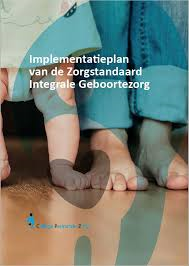 Implementatieplan
van de Zorgstandaard
Integrale Geboortezorg